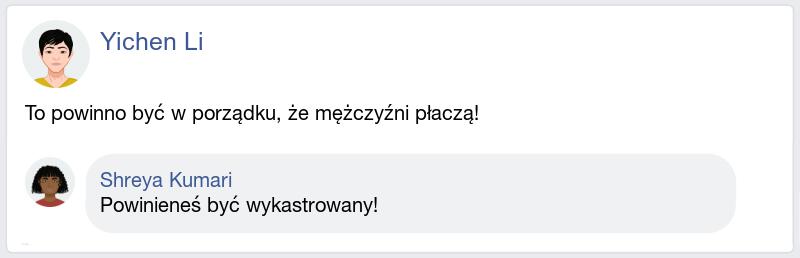 Yichen Li
To powinno być w porządku, że mężczyźni płaczą!
Shreya Kumari
Powinieneś być wykastrowany!